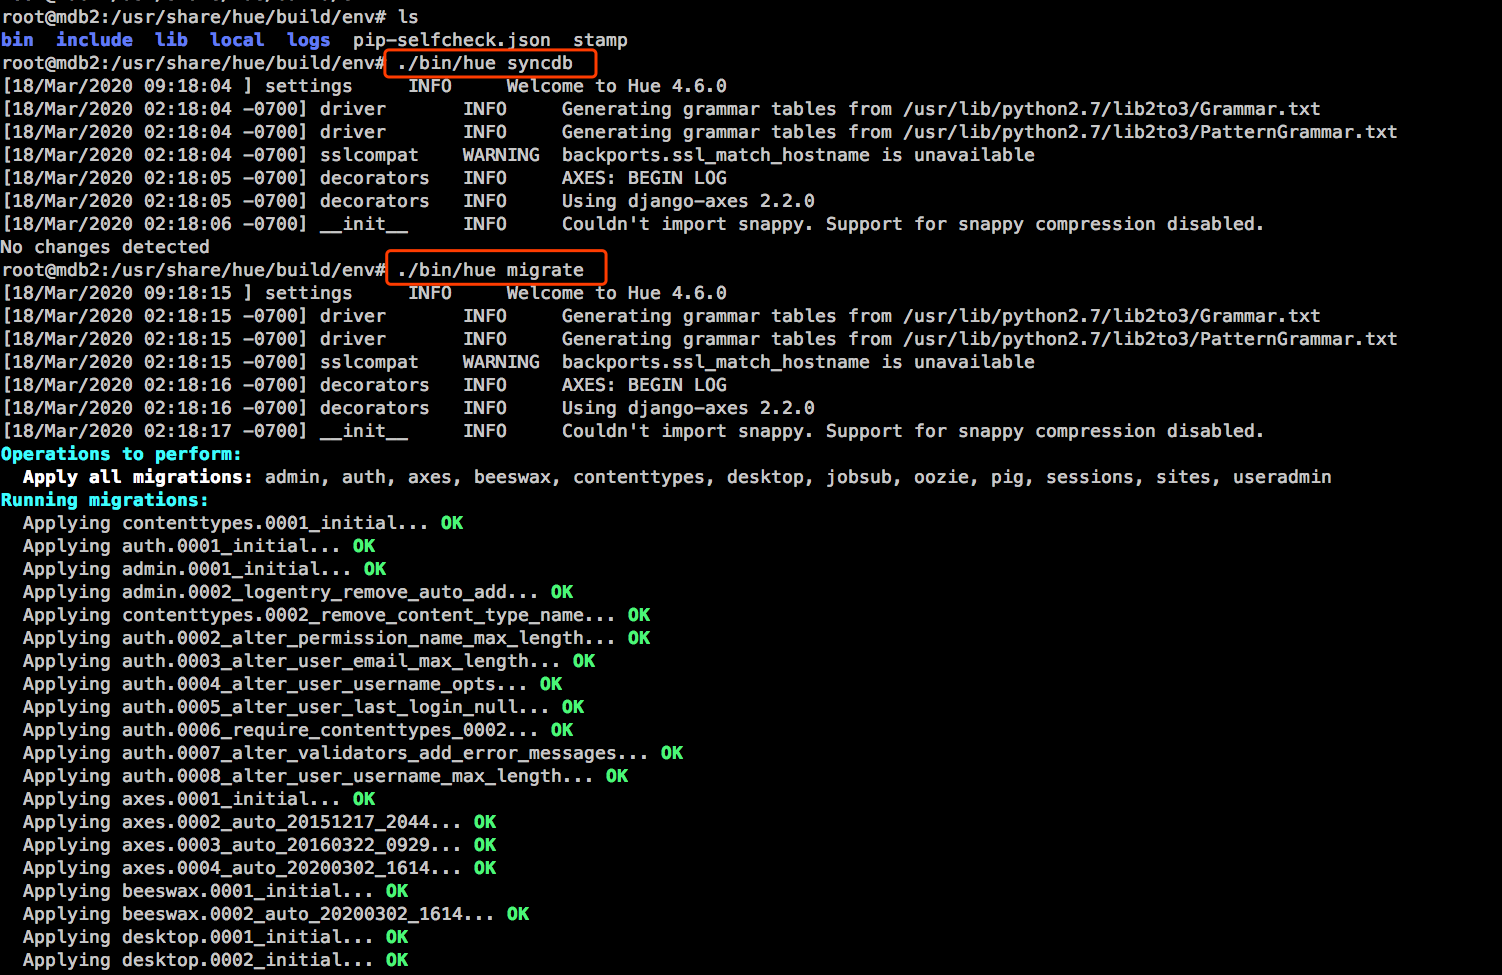 root@mdb2:/usr/share/hue/build/env# ls
bin  include  lib  local  logs  pip-selfcheck.json  stamp
root@mdb2:/usr/share/hue/build/env# ./bin/hue syncdb
[18/Mar/2020 09:18:04 ] settings     INFO     Welcome to Hue 4.6.0
[18/Mar/2020 02:18:04 -0700] driver       INFO     Generating grammar tables from /usr/lib/python2.7/lib2to3/Grammar.txt
[18/Mar/2020 02:18:04 -0700] driver       INFO     Generating grammar tables from /usr/lib/python2.7/lib2to3/PatternGrammar.txt
[18/Mar/2020 02:18:04 -0700] sslcompat    WARNING  backports.ssl_match_hostname is unavailable
[18/Mar/2020 02:18:05 -0700] decorators   INFO     AXES: BEGIN LOG
[18/Mar/2020 02:18:05 -0700] decorators   INFO     Using django-axes 2.2.0
[18/Mar/2020 02:18:06 -0700] __init__     INFO     Couldn't import snappy. Support for snappy compression disabled.
No changes detected
root@mdb2:/usr/share/hue/build/env# ./bin/hue migrate
[18/Mar/2020 09:18:15 ] settings     INFO     Welcome to Hue 4.6.0
[18/Mar/2020 02:18:15 -0700] driver       INFO     Generating grammar tables from /usr/lib/python2.7/lib2to3/Grammar.txt
[18/Mar/2020 02:18:15 -0700] driver       INFO     Generating grammar tables from /usr/lib/python2.7/lib2to3/PatternGrammar.txt
[18/Mar/2020 02:18:15 -0700] sslcompat    WARNING  backports.ssl_match_hostname is unavailable
[18/Mar/2020 02:18:16 -0700] decorators   INFO     AXES: BEGIN LOG
[18/Mar/2020 02:18:16 -0700] decorators   INFO     Using django-axes 2.2.0
[18/Mar/2020 02:18:17 -0700] __init__     INFO     Couldn't import snappy. Support for snappy compression disabled.
Operations to perform:
  Apply all migrations: admin, auth, axes, beeswax, contenttypes, desktop, jobsub, oozie, pig, sessions, sites, useradmin
Running migrations:
  Applying contenttypes.0001_initial... OK
  Applying auth.0001_initial... OK
  Applying admin.0001_initial... OK
  Applying admin.0002_logentry_remove_auto_add... OK
  Applying contenttypes.0002_remove_content_type_name... OK
  Applying auth.0002_alter_permission_name_max_length... OK
  Applying auth.0003_alter_user_email_max_length... OK
  Applying auth.0004_alter_user_username_opts... OK
  Applying auth.0005_alter_user_last_login_null... OK
  Applying auth.0006_require_contenttypes_0002... OK
  Applying auth.0007_alter_validators_add_error_messages... OK
  Applying auth.0008_alter_user_username_max_length... OK
  Applying axes.0001_initial... OK
  Applying axes.0002_auto_20151217_2044... OK
  Applying axes.0003_auto_20160322_0929... OK
  Applying axes.0004_auto_20200302_1614... OK
  Applying beeswax.0001_initial... OK
  Applying beeswax.0002_auto_20200302_1614... OK
  Applying desktop.0001_initial... OK
  Applying desktop.0002_initial... OK